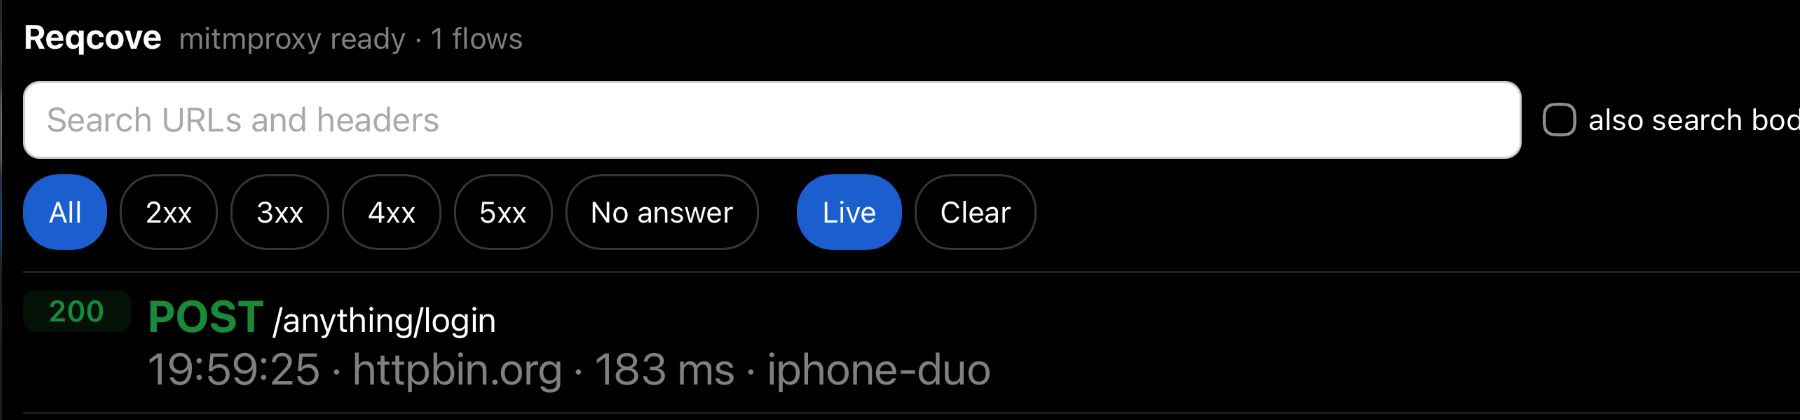 Reqcove mitmproxy ready · 1 flows
Search URLs and headers also search bod
All 2xx 3xx 4xx 5xx No answer Live Clear
200 POST /anything/login
19:59:25 · httpbin.org · 183 ms · iphone-duo